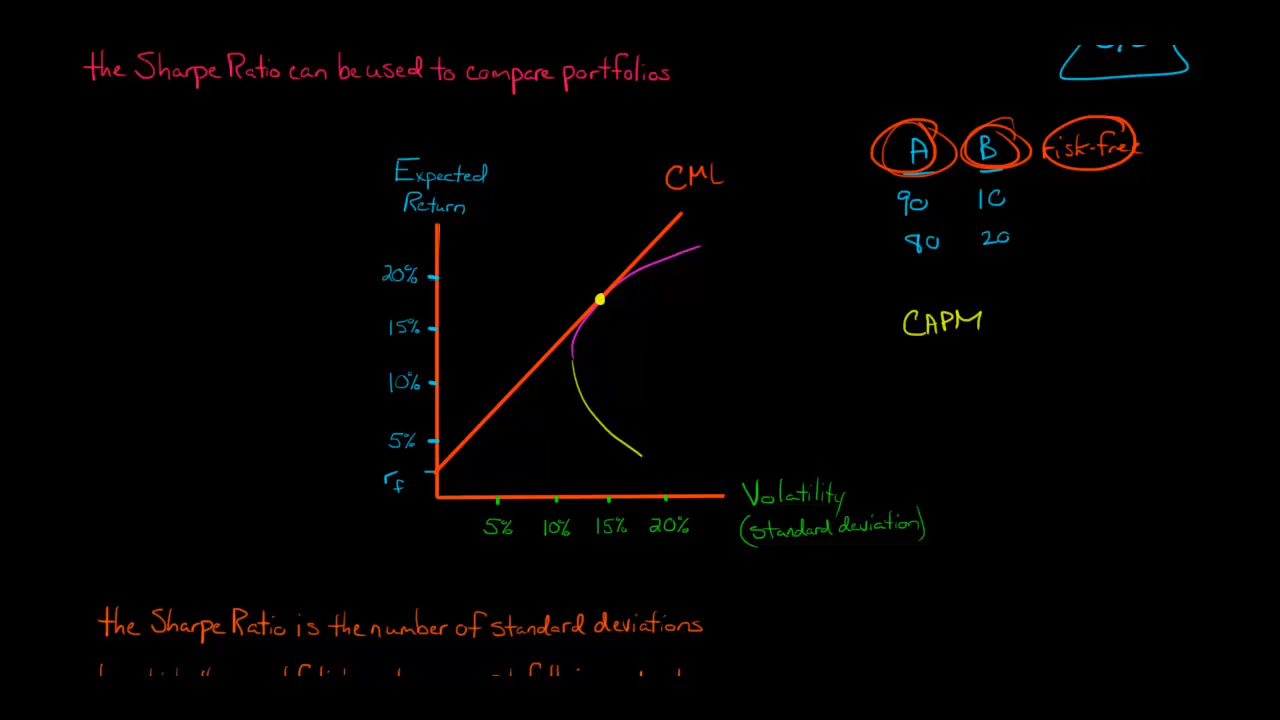 the Sharpe Ratio can be used to compare portfolios
A B risk-free
90 10
80 20
CAPM
Expected
Return
CML
20%
15%
10%
5%
rf
5% 10% 15% 20%
Volatility
(standard deviation)
the Sharpe Ratio is the number of standard deviations